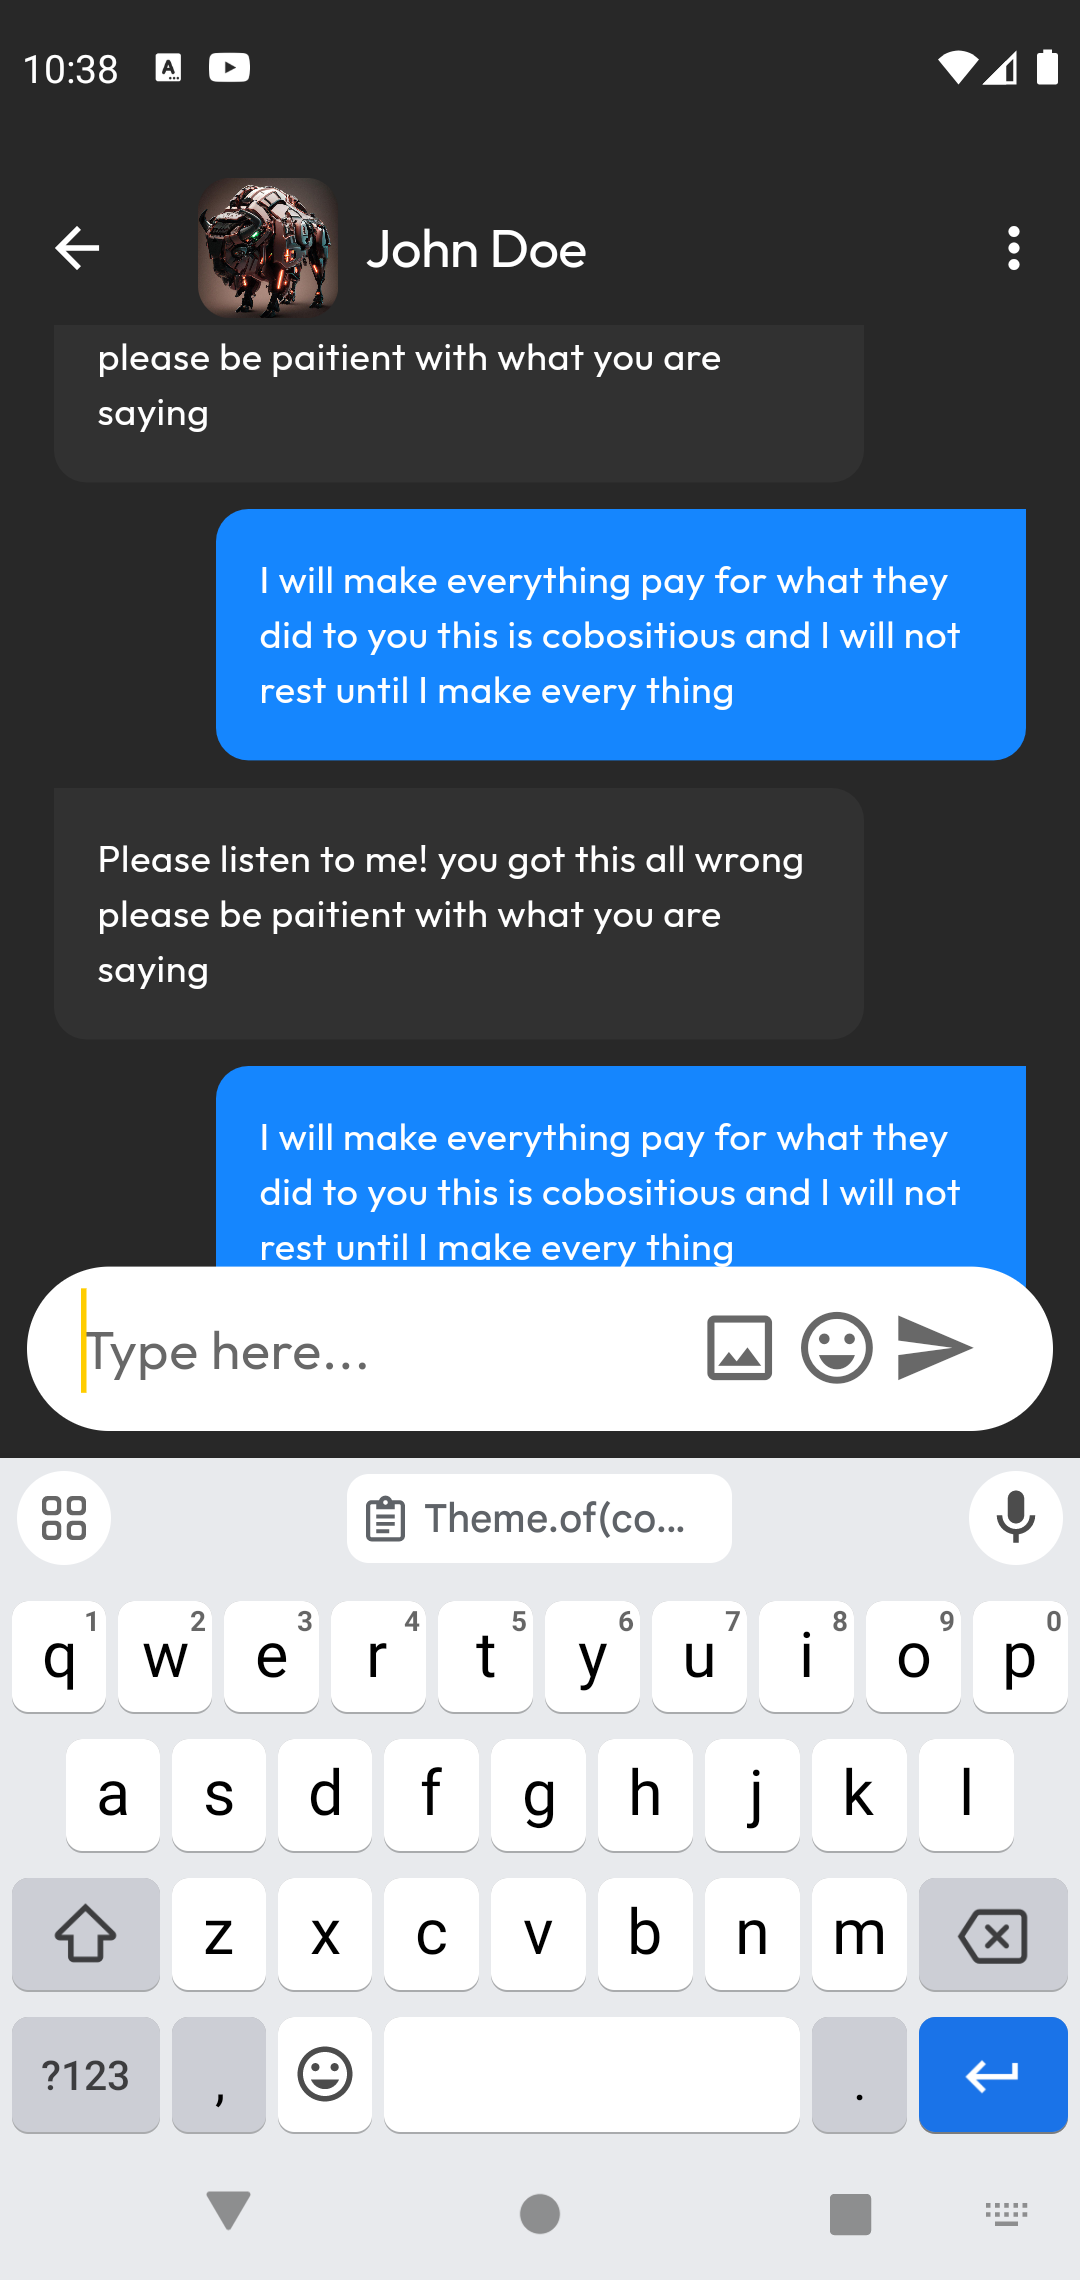 10:38
John Doe
please be paitient with what you are
saying
I will make everything pay for what they
did to you this is cobositious and I will not
rest until I make every thing
Please listen to me! you got this all wrong
please be paitient with what you are
saying
I will make everything pay for what they
did to you this is cobositious and I will not
rest until I make every thing
Type here...
Theme.of(co...
q 1 w 2 e 3 r 4 t 5 y 6 u 7 i 8 o 9 p 0
a s d f g h j k l
z x c v b n m
?123 , .